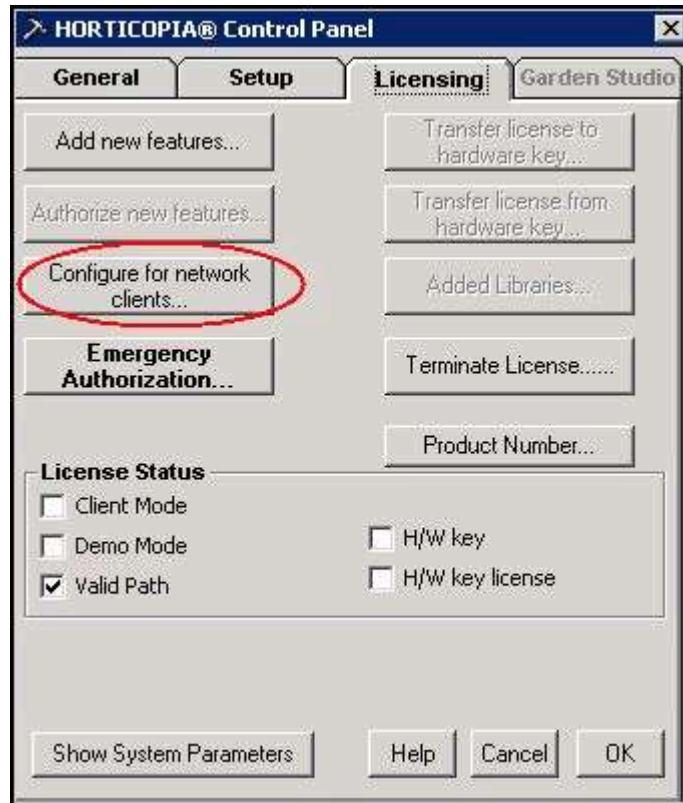 HORTICOPIA® Control Panel
General Setup Licensing Garden Studio
Add new features...
Transfer license to
hardware key...
Authorize new features...
Transfer license from
hardware key...
Configure for network
clients...
Added Libraries...
Emergency
Authorization...
Terminate License......
Product Number...
License Status
Client Mode
Demo Mode
H/W key
Valid Path
H/W key license
Show System Parameters
Help
Cancel
OK